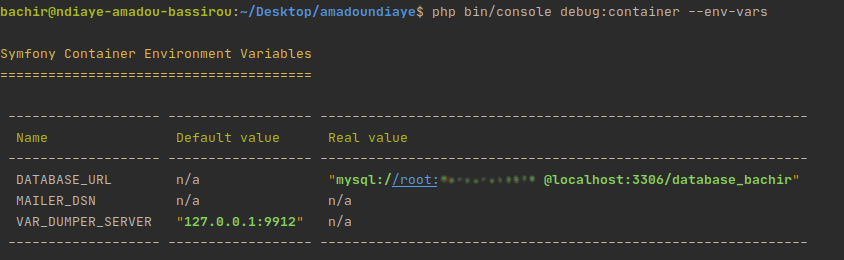 bachir@ndiaye-amadou-bassirou:~/Desktop/amadoundiaye$ php bin/console debug:container --env-vars
Symfony Container Environment Variables
=======================================
------------------- ------------------ ------------------------------------------------------------
Name Default value Real value
------------------- ------------------ ------------------------------------------------------------
DATABASE_URL n/a "mysql://root: @localhost:3306/database_bachir"
MAILER_DSN n/a n/a
VAR_DUMPER_SERVER "127.0.0.1:9912" n/a
------------------- ------------------ ------------------------------------------------------------